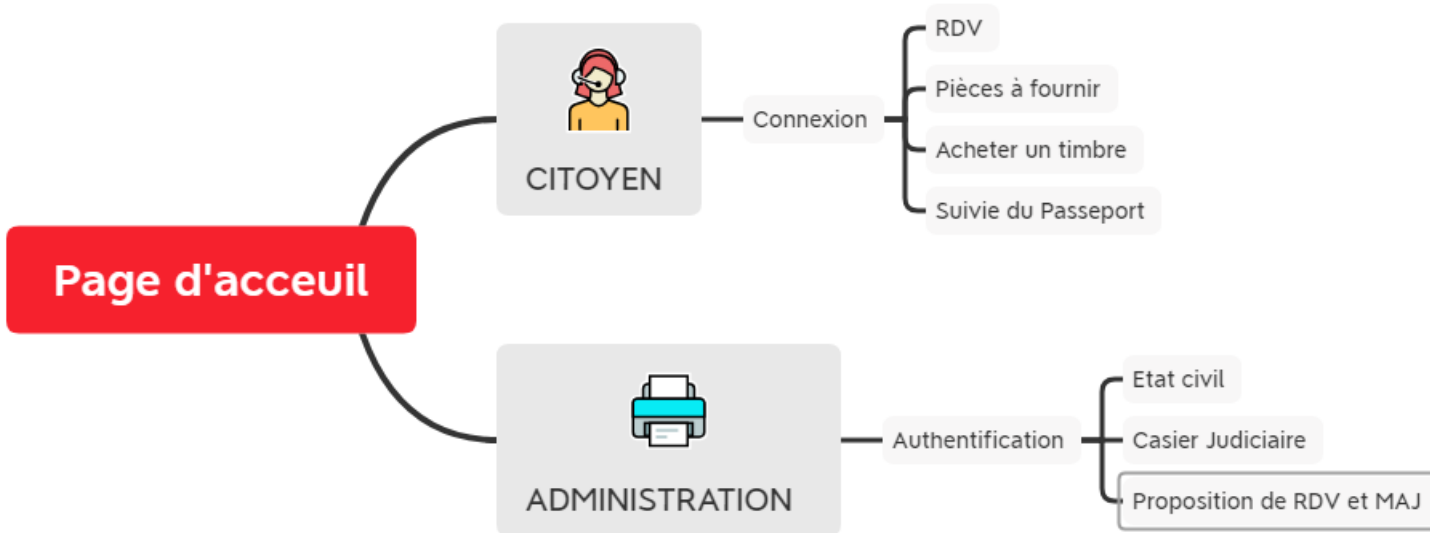 Page d'acceuil
CITOYEN
Connexion
RDV
Pièces à fournir
Acheter un timbre
Suivie du Passeport
ADMINISTRATION
Authentification
Etat civil
Casier Judiciaire
Proposition de RDV et MAJ